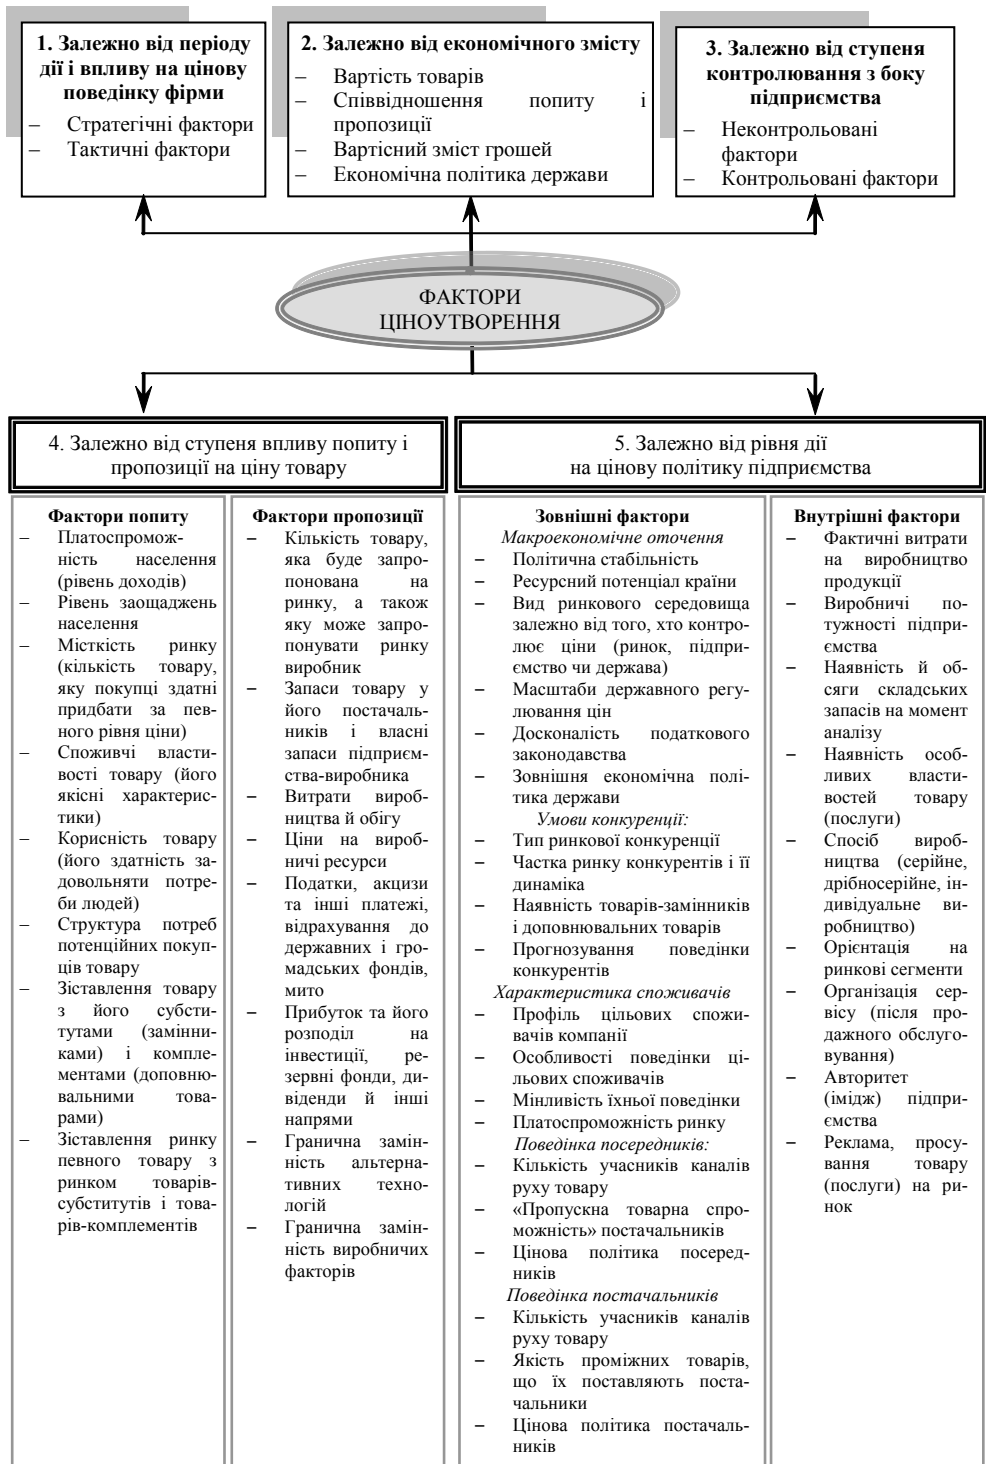 1. Залежно від періоду
дії і впливу на цінову
поведінку фірми
– Стратегічні фактори
– Тактичні фактори
2. Залежно від економічного змісту
– Вартість товарів
– Співвідношення попиту і
пропозиції
– Вартісний зміст грошей
– Економічна політика держави
3. Залежно від ступеня
контролювання з боку
підприємства
– Неконтрольовані
фактори
– Контрольовані фактори
ФАКТОРИ
ЦІНОУТВОРЕННЯ
4. Залежно від ступеня впливу попиту і
пропозиції на ціну товару
5. Залежно від рівня дії
на цінову політику підприємства
Фактори попиту
– Платоспромож-
ність населення
(рівень доходів)
– Рівень заощаджень
населення
– Місткість ринку
(кількість товару,
яку покупці здатні
придбати за пев-
ного рівня ціни)
– Споживчі власти-
вості товару (його
якісні характерис-
тики)
– Корисність товару
(його здатність за-
довольняти потре-
би людей)
– Структура потреб
потенційних покуп-
ців товару
– Зіставлення товару
з його субсти-
тутами (замінни-
ками) і компле-
ментами (доповню-
вальними това-
рами)
– Зіставлення ринку
певного товару з
ринком товарів-
субститутів і това-
рів-комплементів
Фактори пропозиції
– Кількість товару,
яка буде запро-
понована на
ринку, а також
яку може запро-
понувати ринку
виробник
– Запаси товару у
його постачаль-
ників і власні
запаси підприєм-
ства-виробника
– Витрати вироб-
ництва й обігу
– Ціни на вироб-
ничі ресурси
– Податки, акцизи
та інші платежі,
відрахування до
державних і гро-
мадських фондів,
мито
– Прибуток та його
розподіл на
інвестиції, ре-
зервні фонди, ди-
віденди й інші
напрями
– Гранична замін-
ність альтерна-
тивних техно-
логій
– Гранична замін-
ність виробничих
факторів
Зовнішні фактори
Макроекономічне оточення
– Політична стабільність
– Ресурсний потенціал країни
– Вид ринкового середовища
залежно від того, хто контро-
лює ціни (ринок, підпри-
ємство чи держава)
– Масштаби державного регу-
лювання цін
– Досконалість податкового
законодавства
– Зовнішня економічна полі-
тика держави
Умови конкуренції:
– Тип ринкової конкуренції
– Частка ринку конкурентів і її
динаміка
– Наявність товарів-замінників
і доповнювальних товарів
– Прогнозування поведінки
конкурентів
Характеристика споживачів
– Профіль цільових спожи-
вачів компанії
– Особливості поведінки ці-
льових споживачів
– Мінливість їхньої поведінки
– Платоспроможність ринку
Поведінка посередників:
– Кількість учасників каналів
руху товару
– «Пропускна товарна спро-
можність» постачальників
– Цінова політика посеред-
ників
Поведінка постачальників
– Кількість учасників каналів
руху товару
– Якість проміжних товарів,
що їх поставляють поста-
чальники
– Цінова політика постачаль-
ників
Внутрішні фактори
– Фактичні витрати
на виробництво
продукції
– Виробничі по-
тужності підпри-
ємства
– Наявність й об-
сяги складських
запасів на момент
аналізу
– Наявність особ-
ливих власти-
востей товару
(послуги)
– Спосіб вироб-
ництва (серійне,
дрібносерійне, ін-
дивідуальне ви-
робництво)
– Орієнтація на
ринкові сегменти
– Організація сер-
вісу (після про-
дажного обслуго-
вування)
– Авторитет
(імідж) підпри-
ємства
– Реклама, просу-
вання товару
(послуги) на ри-
нок